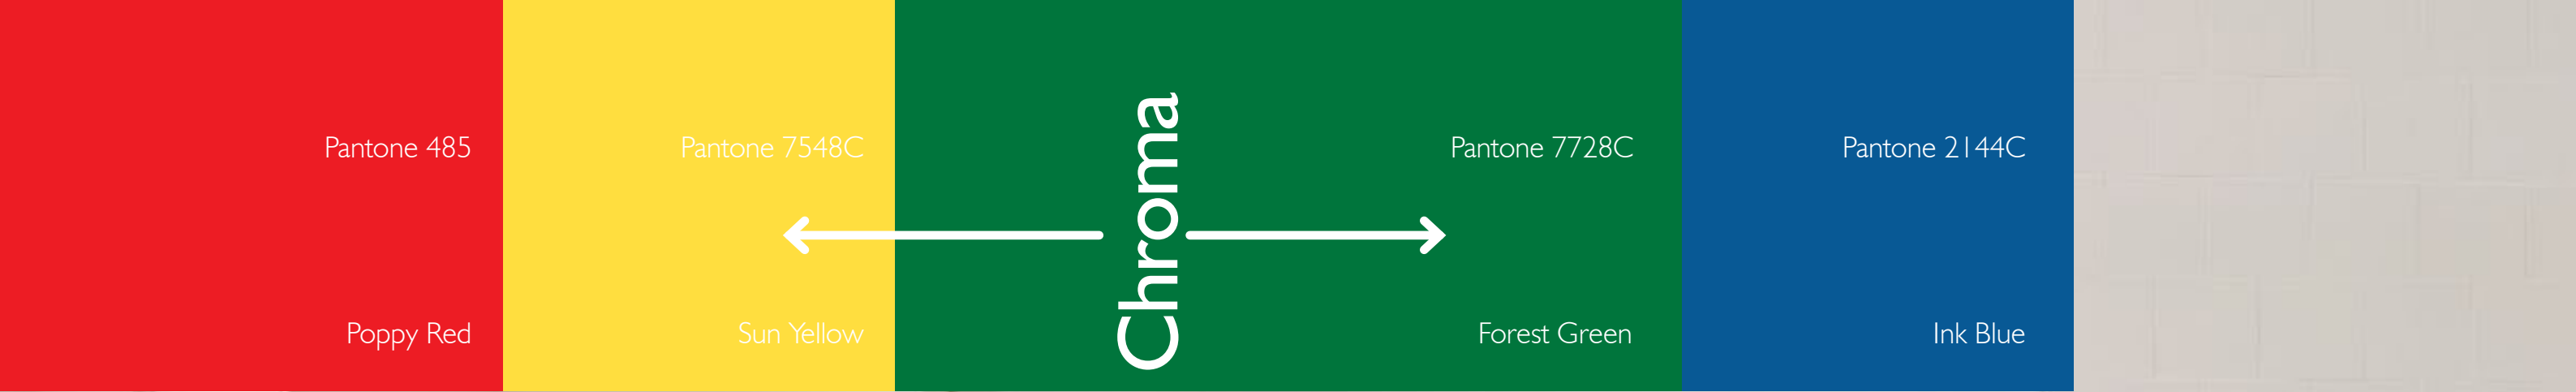 Pantone 485
Poppy Red
Pantone 7548C
Sun Yellow
Chroma
Pantone 7728C
Forest Green
Pantone 2144C
Ink Blue